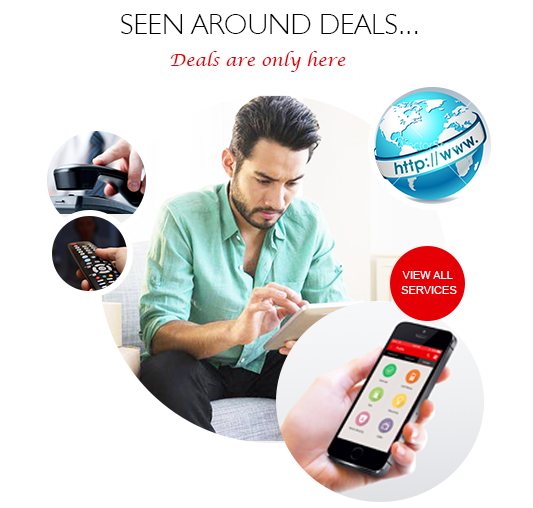 SEEN AROUND DEALS...
Deals are only here
http://www.
VIEW ALL
SERVICES